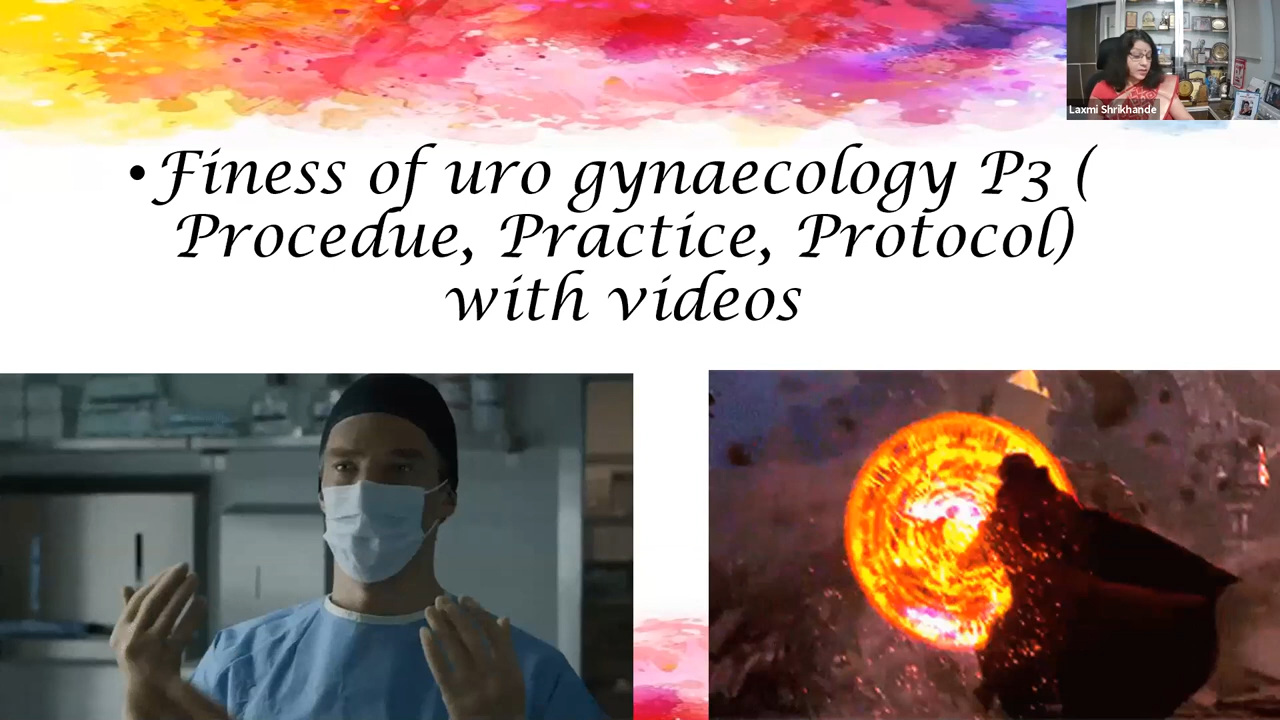 Laxmi Shrikhande
• Finess of uro gynaecology P3 (
Procedue, Practice, Protocol)
with videos